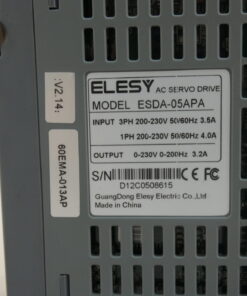 ELESY AC SERVO DRIVE
MODEL ESDA-05APA
INPUT 3PH 200-230V 50/60Hz 3.5A
1PH 200-230V 50/60Hz 4.0A
OUTPUT 0-230V 0-200Hz 3.2A
S/N
D12C0508615
CE FC
GuangDong Elesy Electric Co.,Ltd
Made in China
:V2.14:
60EMA-013AP